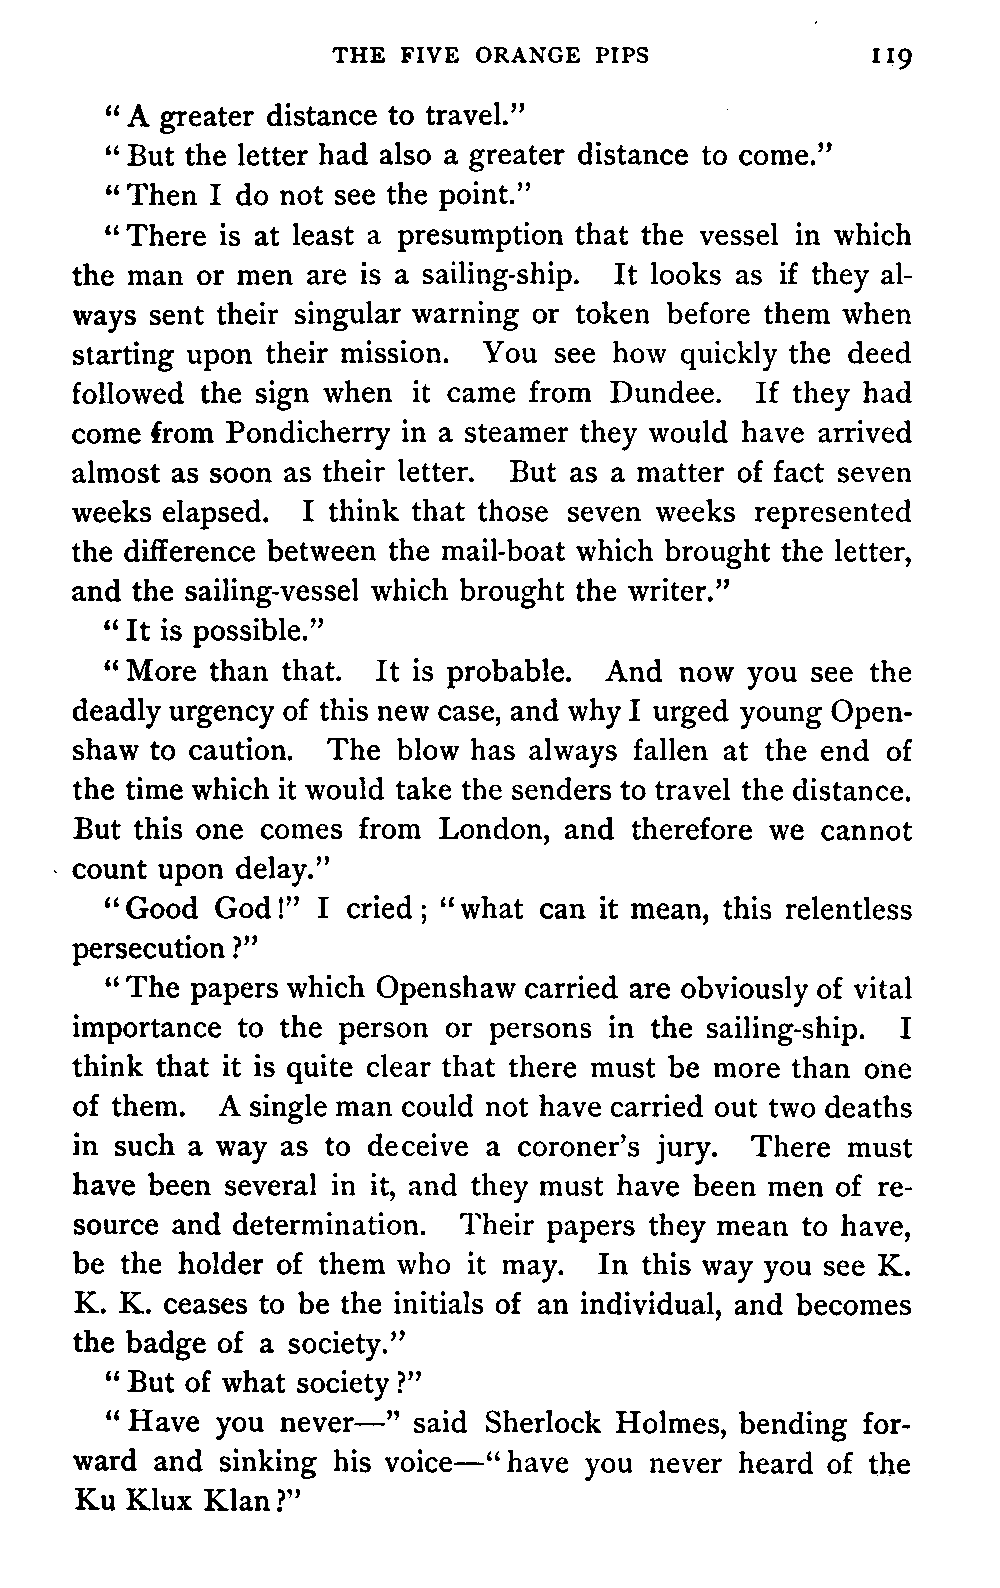 THE FIVE ORANGE PIPS 119
“A greater distance to travel.”
“But the letter had also a greater distance to come.”
“Then I do not see the point.”
“There is at least a presumption that the vessel in which
the man or men are is a sailing-ship. It looks as if they al-
ways sent their singular warning or token before them when
starting upon their mission. You see how quickly the deed
followed the sign when it came from Dundee. If they had
come from Pondicherry in a steamer they would have arrived
almost as soon as their letter. But as a matter of fact seven
weeks elapsed. I think that those seven weeks represented
the difference between the mail-boat which brought the letter,
and the sailing-vessel which brought the writer.”
“It is possible.”
“More than that. It is probable. And now you see the
deadly urgency of this new case, and why I urged young Open-
shaw to caution. The blow has always fallen at the end of
the time which it would take the senders to travel the distance.
But this one comes from London, and therefore we cannot
count upon delay.”
“Good God!” I cried; “what can it mean, this relentless
persecution?”
“The papers which Openshaw carried are obviously of vital
importance to the person or persons in the sailing-ship. I
think that it is quite clear that there must be more than one
of them. A single man could not have carried out two deaths
in such a way as to deceive a coroner’s jury. There must
have been several in it, and they must have been men of re-
source and determination. Their papers they mean to have,
be the holder of them who it may. In this way you see K.
K. K. ceases to be the initials of an individual, and becomes
the badge of a society.”
“But of what society?”
“Have you never—” said Sherlock Holmes, bending for-
ward and sinking his voice—“have you never heard of the
Ku Klux Klan?”